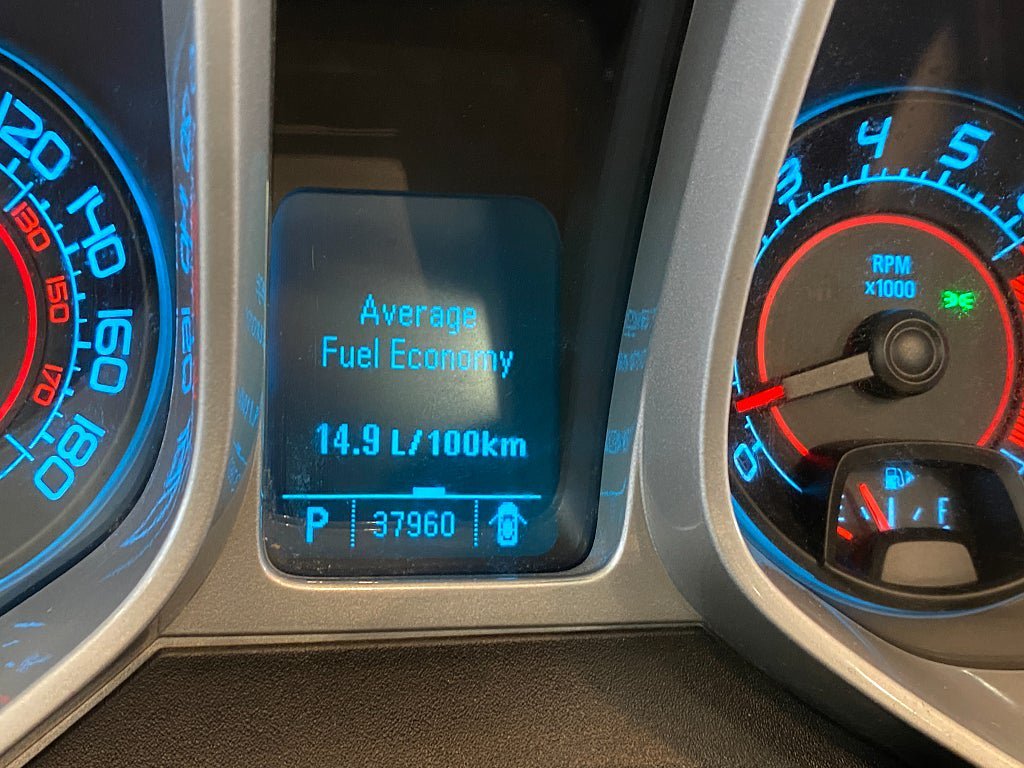 120
140
160
180
130
150
170
Average
Fuel Economy
14.9 L/100km
P 37960
3
4
5
RPM
x1000
0
F